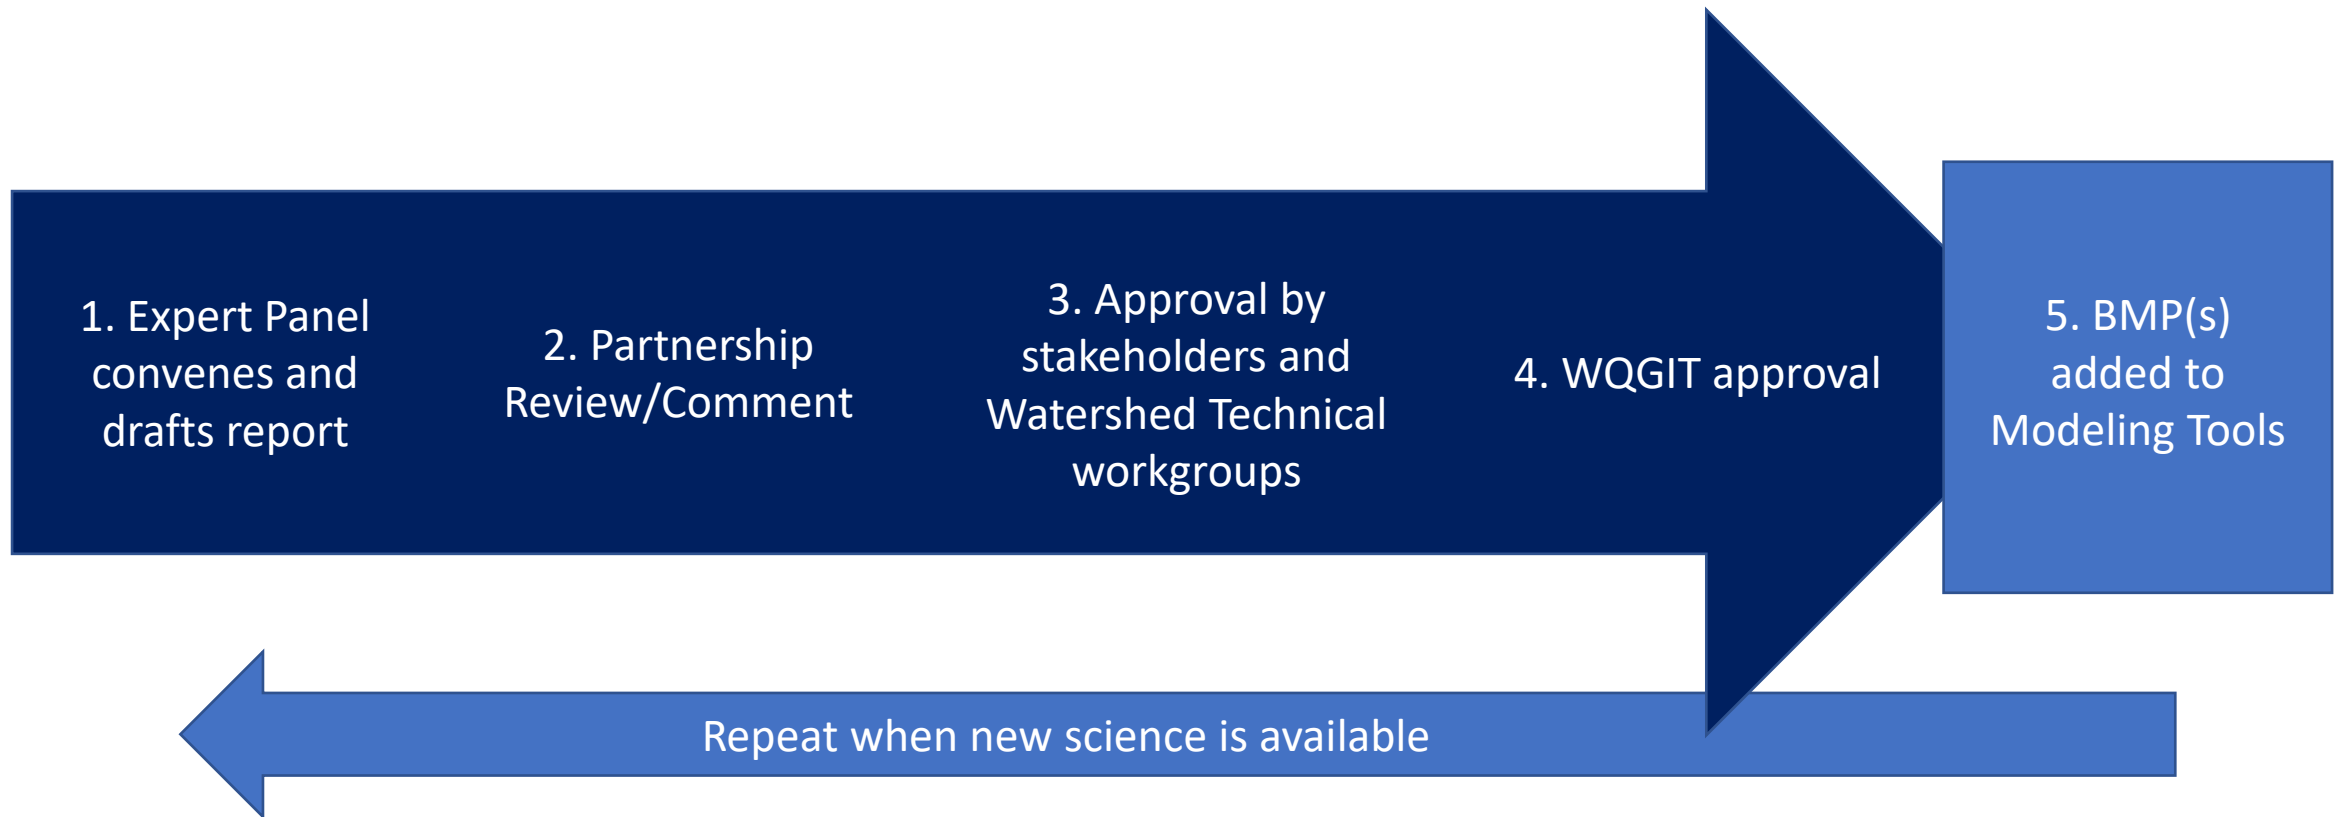 1. Expert Panel
convenes and
drafts report
2. Partnership
Review/Comment
3. Approval by
stakeholders and
Watershed Technical
workgroups
4. WQGIT approval
5. BMP(s)
added to
Modeling Tools
Repeat when new science is available